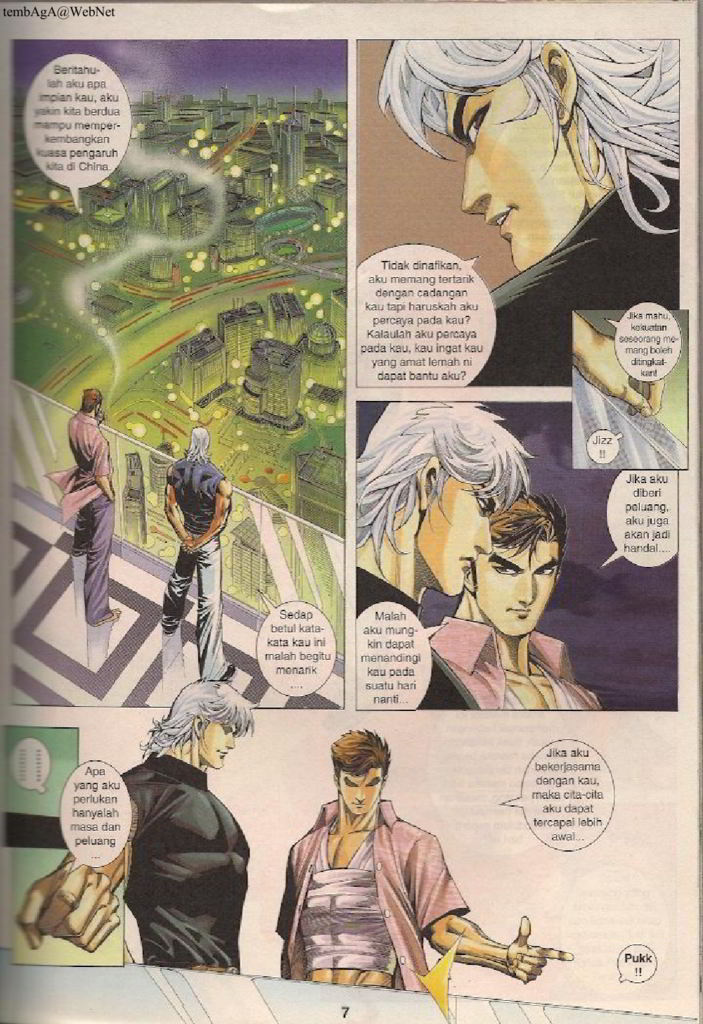 tembAgA@WebNet
Beritahu-
lah aku apa
impian kau, aku
yakin kita berdua
mampu memper-
kembangkan
kuasa pengaruh
kita di China.
Tidak dinafikan,
aku memang tertarik
dengan cadangan
kau tapi haruskah aku
percaya pada kau?
Kalaulah aku percaya
pada kau, kau ingat kau
yang amat lemah ni
dapat bantu aku?
Jika mahu,
kekuatan
seseorang me-
mang boleh
ditingkat-
kan!
Jizz
!!
Sedap
betul kata-
kata kau ini
malah begitu
menarik
....
Jika aku
diberi
peluang,
aku juga
akan jadi
handal....
Malah
aku mung-
kin dapat
menandingi
kau pada
suatu hari
nanti...
Apa
yang aku
perlukan
hanyalah
masa dan
peluang
...
Jika aku
bekerjasama
dengan kau,
maka cita-cita
aku dapat
tercapai lebih
awal...
Pukk
!!
7